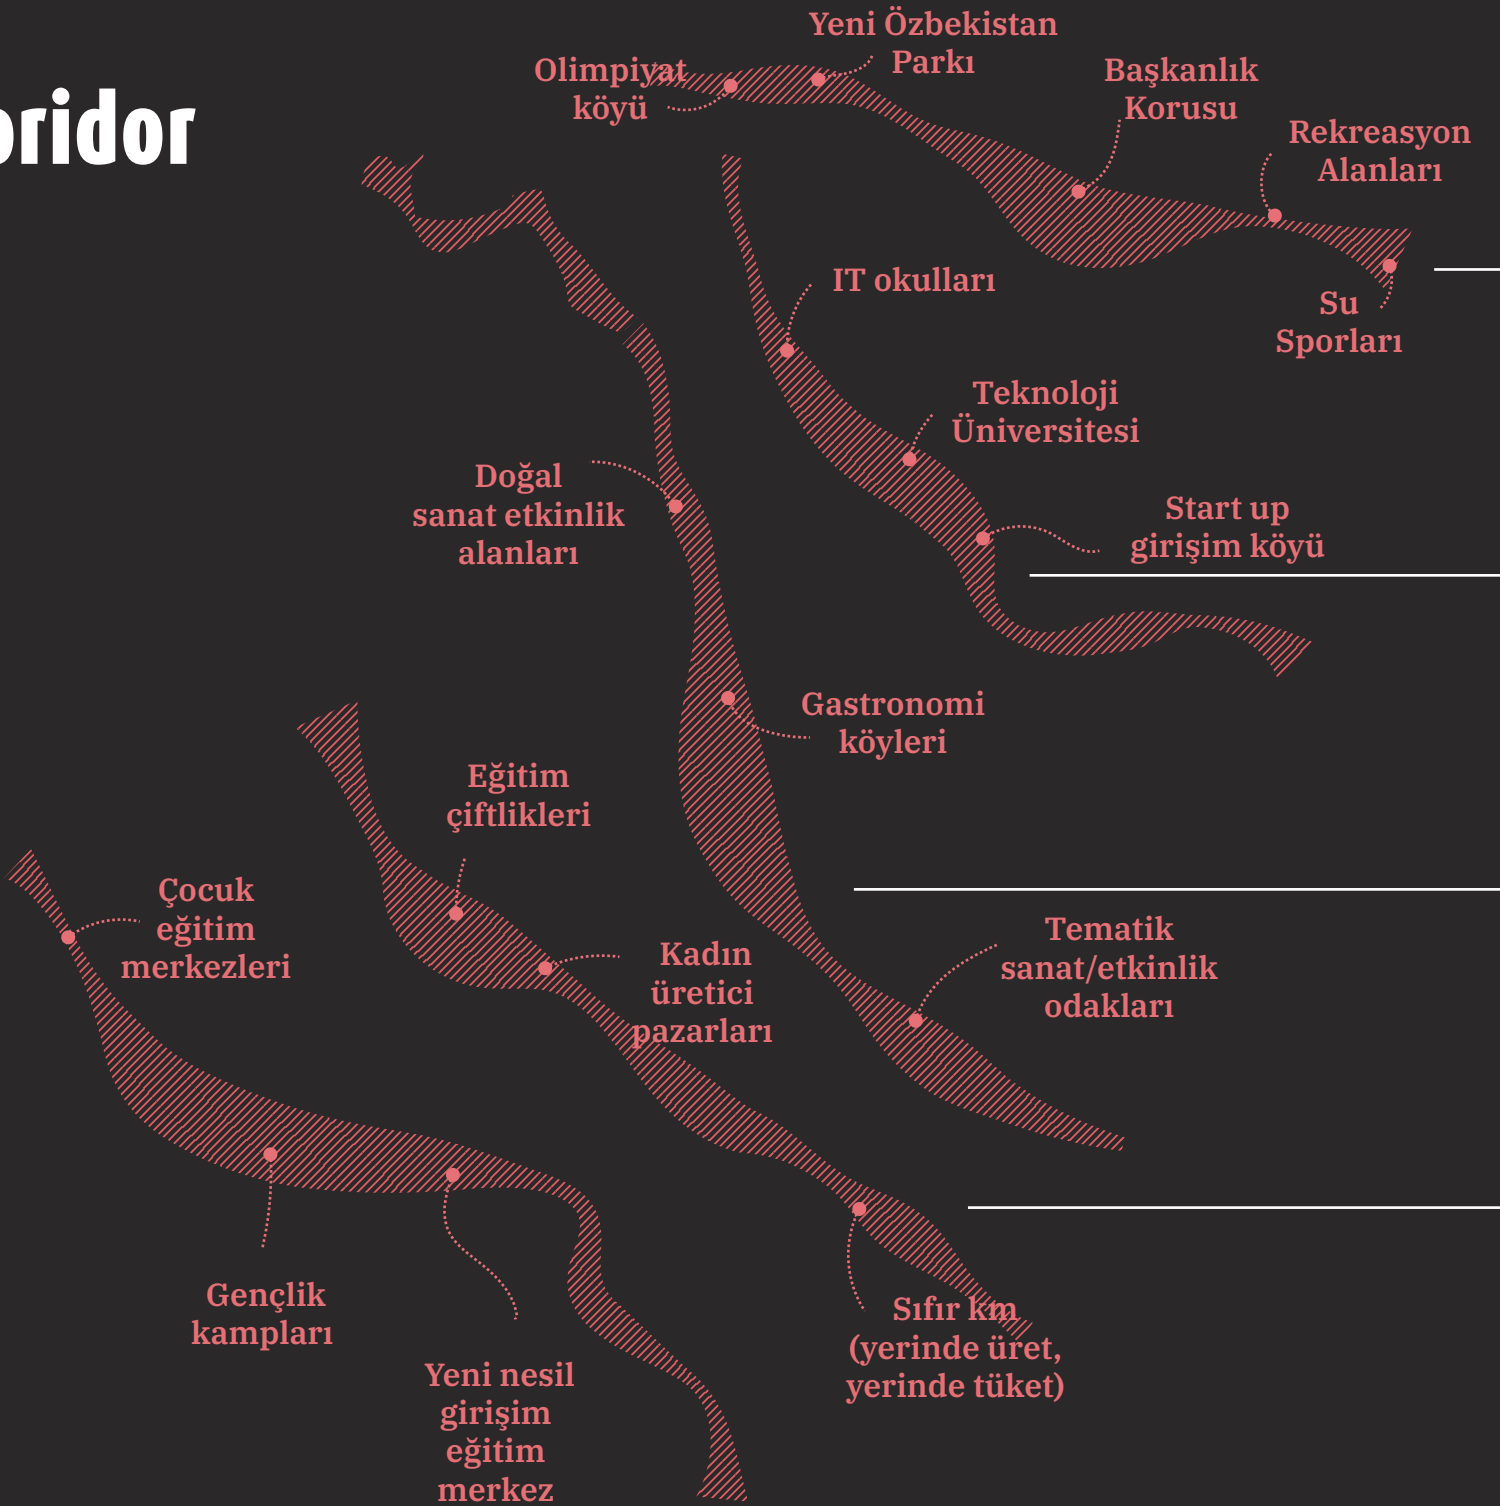 oridor
Olimpiyat
köyü
Yeni Özbekistan
Parkı
Başkanlık
Korusu
Rekreasyon
Alanları
Su
Sporları
IT okulları
Teknoloji
Üniversitesi
Start up
girişim köyü
Doğal
sanat etkinlik
alanları
Gastronomi
köyleri
Tematik
sanat/etkinlik
odakları
Eğitim
çiftlikleri
Kadın
üretici
pazarları
Sıfır km
(yerinde üret,
yerinde tüket)
Çocuk
eğitim
merkezleri
Gençlik
kampları
Yeni nesil
girişim
eğitim
merkez